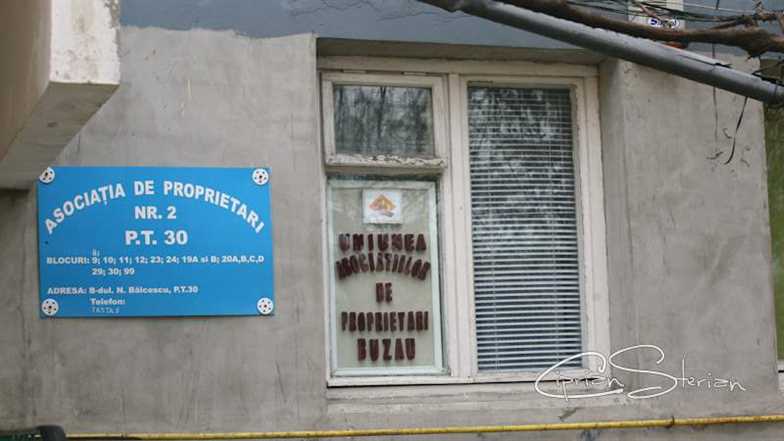 ASOCIAȚIA DE PROPRIETARI
NR. 2
P.T. 30
BLOCURI: 9; 10; 11; 12; 23; 24; 19A si B; 20A,B,C,D
29; 30; 99
ADRESA: B-dul. N. Bălcescu, P.T.30
Telefon:
UNIUNEA
ASOCIATIILOR
DE
PROPRIETARI
BUZAU
Ciprian Sterian